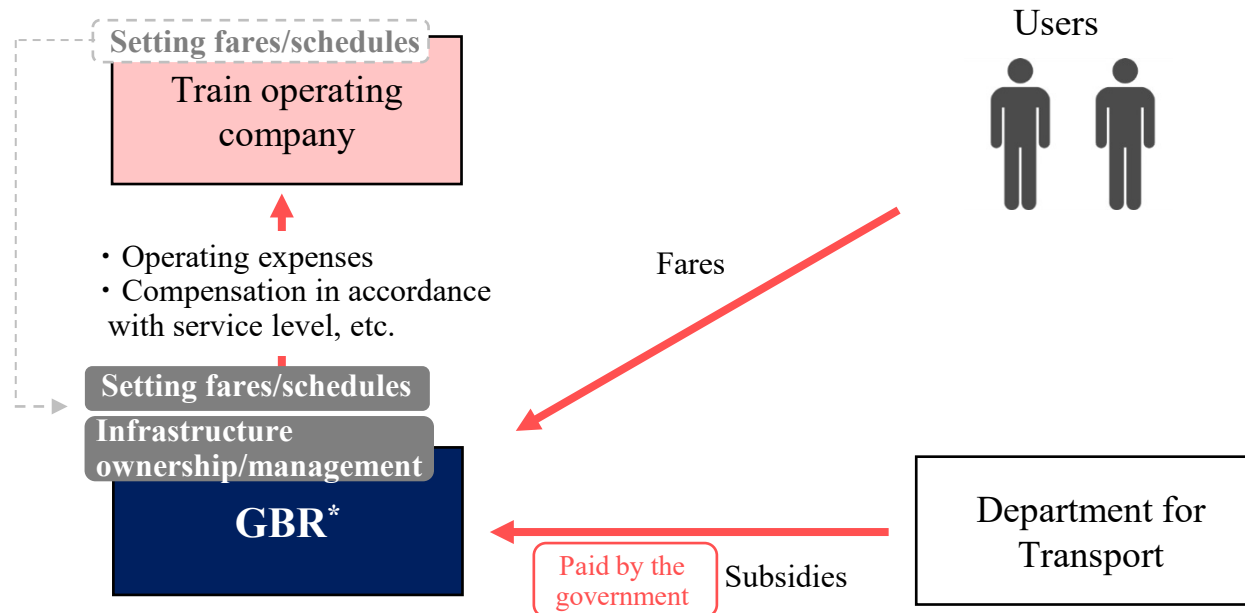 Setting fares/schedules
Train operating
company
Users
・Operating expenses
・Compensation in accordance
with service level, etc.
Fares
Setting fares/schedules
Infrastructure
ownership/management
GBR*
Paid by the
government
Subsidies
Department for
Transport